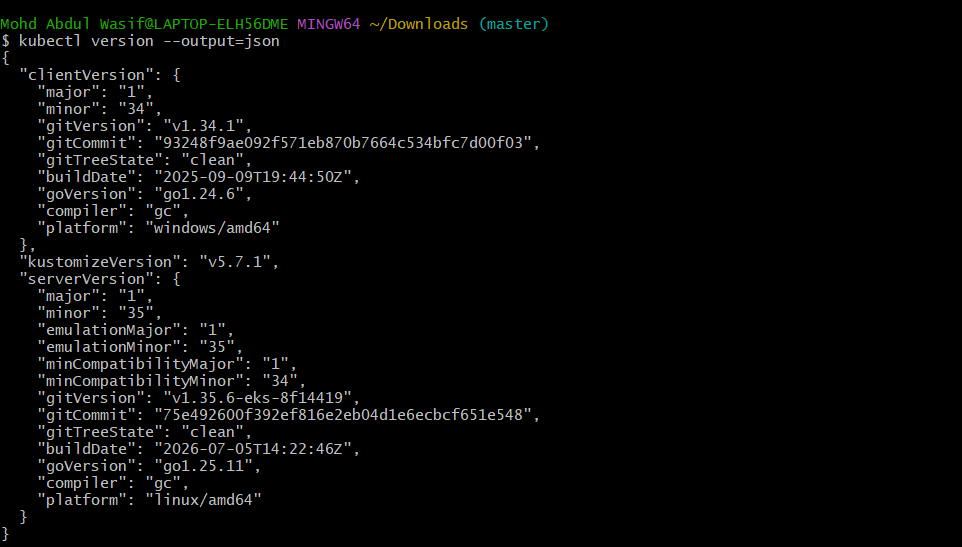 Mohd Abdul Wasif@LAPTOP-ELH56DME MINGW64 ~/Downloads (master)
$ kubectl version --output=json
{
  "clientVersion": {
    "major": "1",
    "minor": "34",
    "gitVersion": "v1.34.1",
    "gitCommit": "93248f9ae092f571eb870b7664c534bfc7d00f03",
    "gitTreeState": "clean",
    "buildDate": "2025-09-09T19:44:50Z",
    "goVersion": "go1.24.6",
    "compiler": "gc",
    "platform": "windows/amd64"
  },
  "kustomizeVersion": "v5.7.1",
  "serverVersion": {
    "major": "1",
    "minor": "35",
    "emulationMajor": "1",
    "emulationMinor": "35",
    "minCompatibilityMajor": "1",
    "minCompatibilityMinor": "34",
    "gitVersion": "v1.35.6-eks-8f14419",
    "gitCommit": "75e492600f392ef816e2eb04d1e6ecbcf651e548",
    "gitTreeState": "clean",
    "buildDate": "2026-07-05T14:22:46Z",
    "goVersion": "go1.25.11",
    "compiler": "gc",
    "platform": "linux/amd64"
  }
}